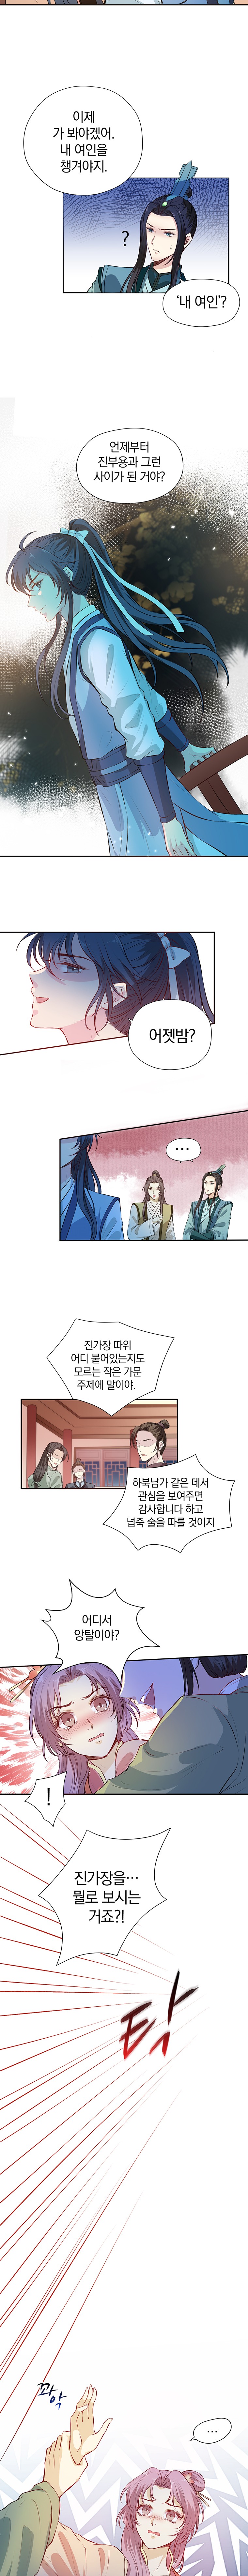 이제
가 봐야겠어.
내 여인을
챙겨야지.
?
'내 여인'?
언제부터
진부용과 그런
사이가 된 거야?
어젯밤?
...
진가장 따위
어디 붙어있는지도
모르는 작은 가문
주제에 말이야.
하북남가 같은 데서
관심을 보여주면
감사합니다 하고
넙죽 술을 따를 것이지
어디서
앙탈이야?
!
진가장을…
뭘로 보시는
거죠?!
탁
콰악
...